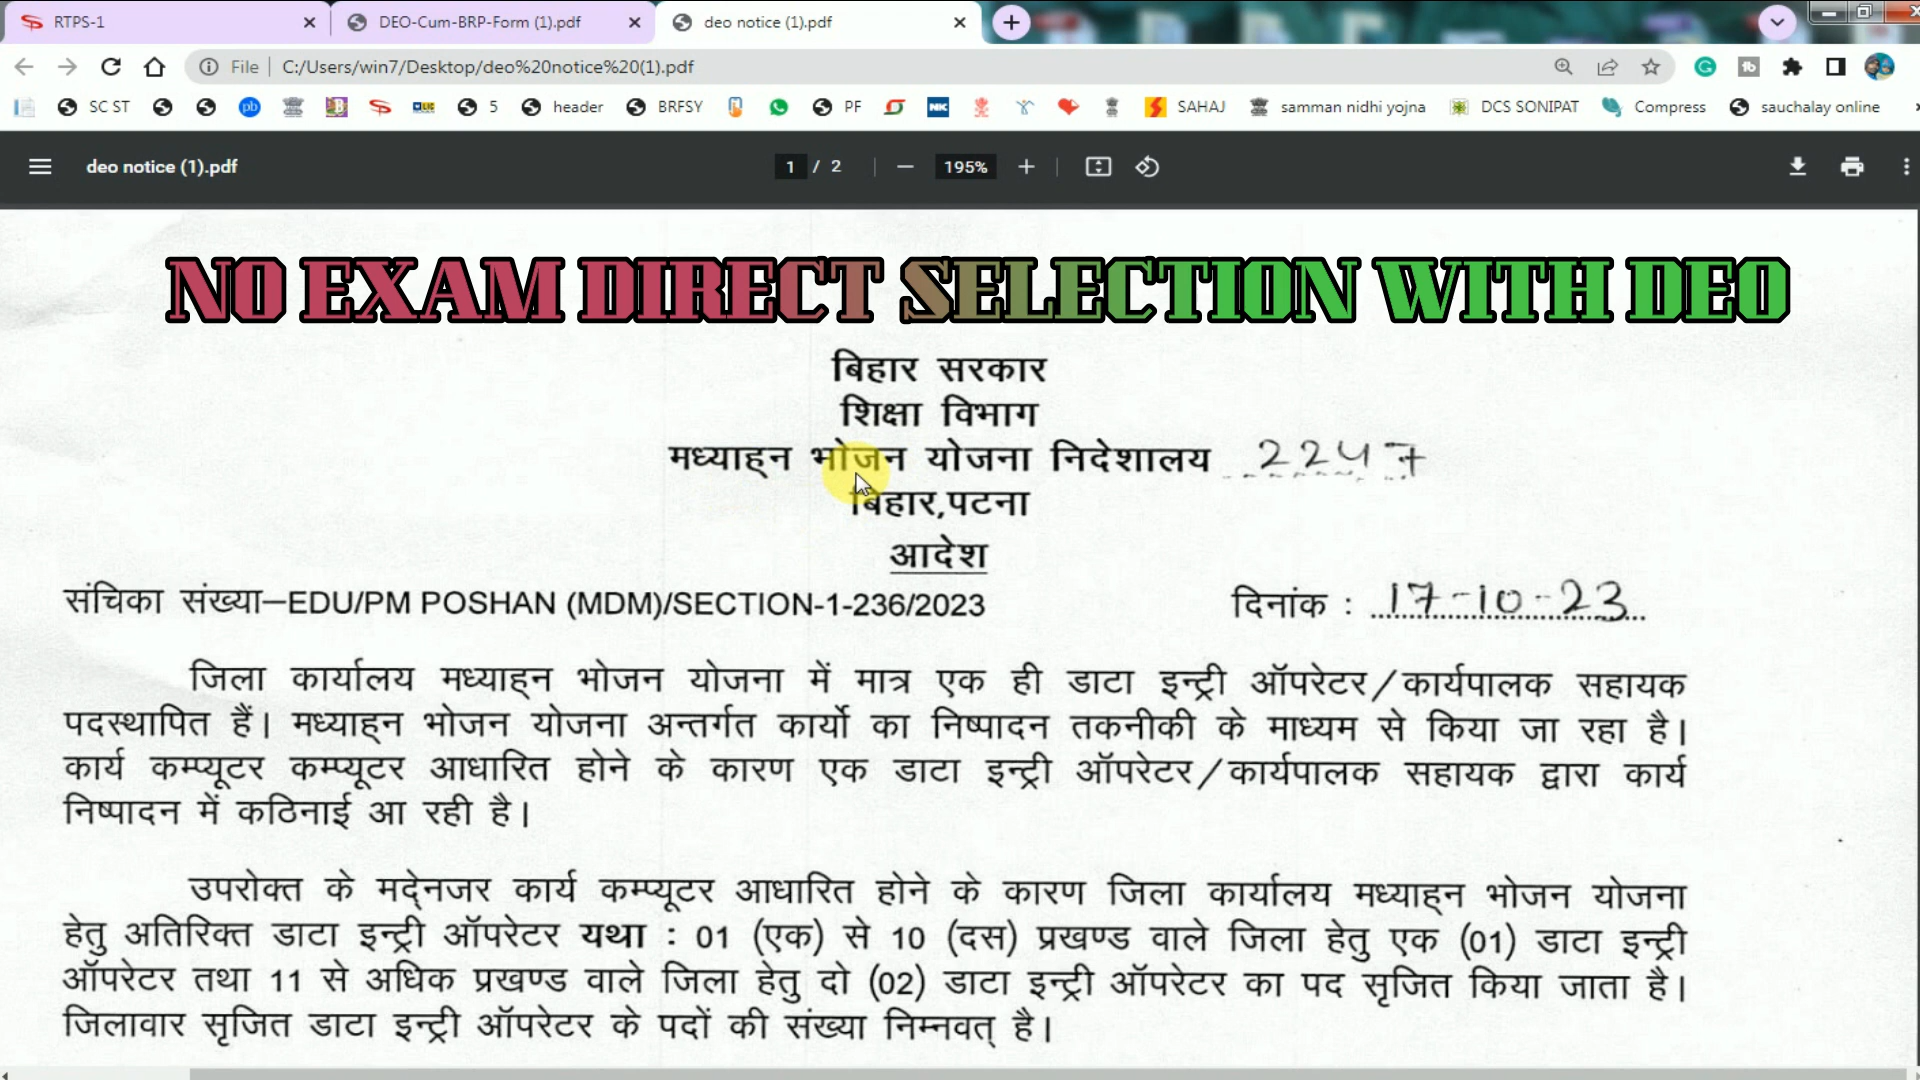 RTPS-1
DEO-Cum-BRP-Form (1).pdf
deo notice (1).pdf
File
C:/Users/win7/Desktop/deo%20notice%20(1).pdf
SC ST
pb
LIC
5
header
BRFSY
PF
NK
SAHAJ
samman nidhi yojna
DCS SONIPAT
Compress
sauchalay online
deo notice (1).pdf
1 / 2
195%
NO EXAM DIRECT SELECTION WITH DEO
बिहार सरकार
शिक्षा विभाग
मध्याह्न भोजन योजना निदेशालय 2247
बिहार,पटना
आदेश
संचिका संख्या–EDU/PM POSHAN (MDM)/SECTION-1-236/2023 दिनांक : 17-10-23
जिला कार्यालय मध्याह्न भोजन योजना में मात्र एक ही डाटा इन्ट्री ऑपरेटर/कार्यपालक सहायक
पदस्थापित हैं। मध्याह्न भोजन योजना अन्तर्गत कार्यो का निष्पादन तकनीकी के माध्यम से किया जा रहा है।
कार्य कम्प्यूटर कम्प्यूटर आधारित होने के कारण एक डाटा इन्ट्री ऑपरेटर/कार्यपालक सहायक द्वारा कार्य
निष्पादन में कठिनाई आ रही है।
उपरोक्त के मद्देनजर कार्य कम्प्यूटर आधारित होने के कारण जिला कार्यालय मध्याह्न भोजन योजना
हेतु अतिरिक्त डाटा इन्ट्री ऑपरेटर यथा : 01 (एक) से 10 (दस) प्रखण्ड वाले जिला हेतु एक (01) डाटा इन्ट्री
ऑपरेटर तथा 11 से अधिक प्रखण्ड वाले जिला हेतु दो (02) डाटा इन्ट्री ऑपरेटर का पद सृजित किया जाता है।
जिलावार सृजित डाटा इन्ट्री ऑपरेटर के पदों की संख्या निम्नवत् है।